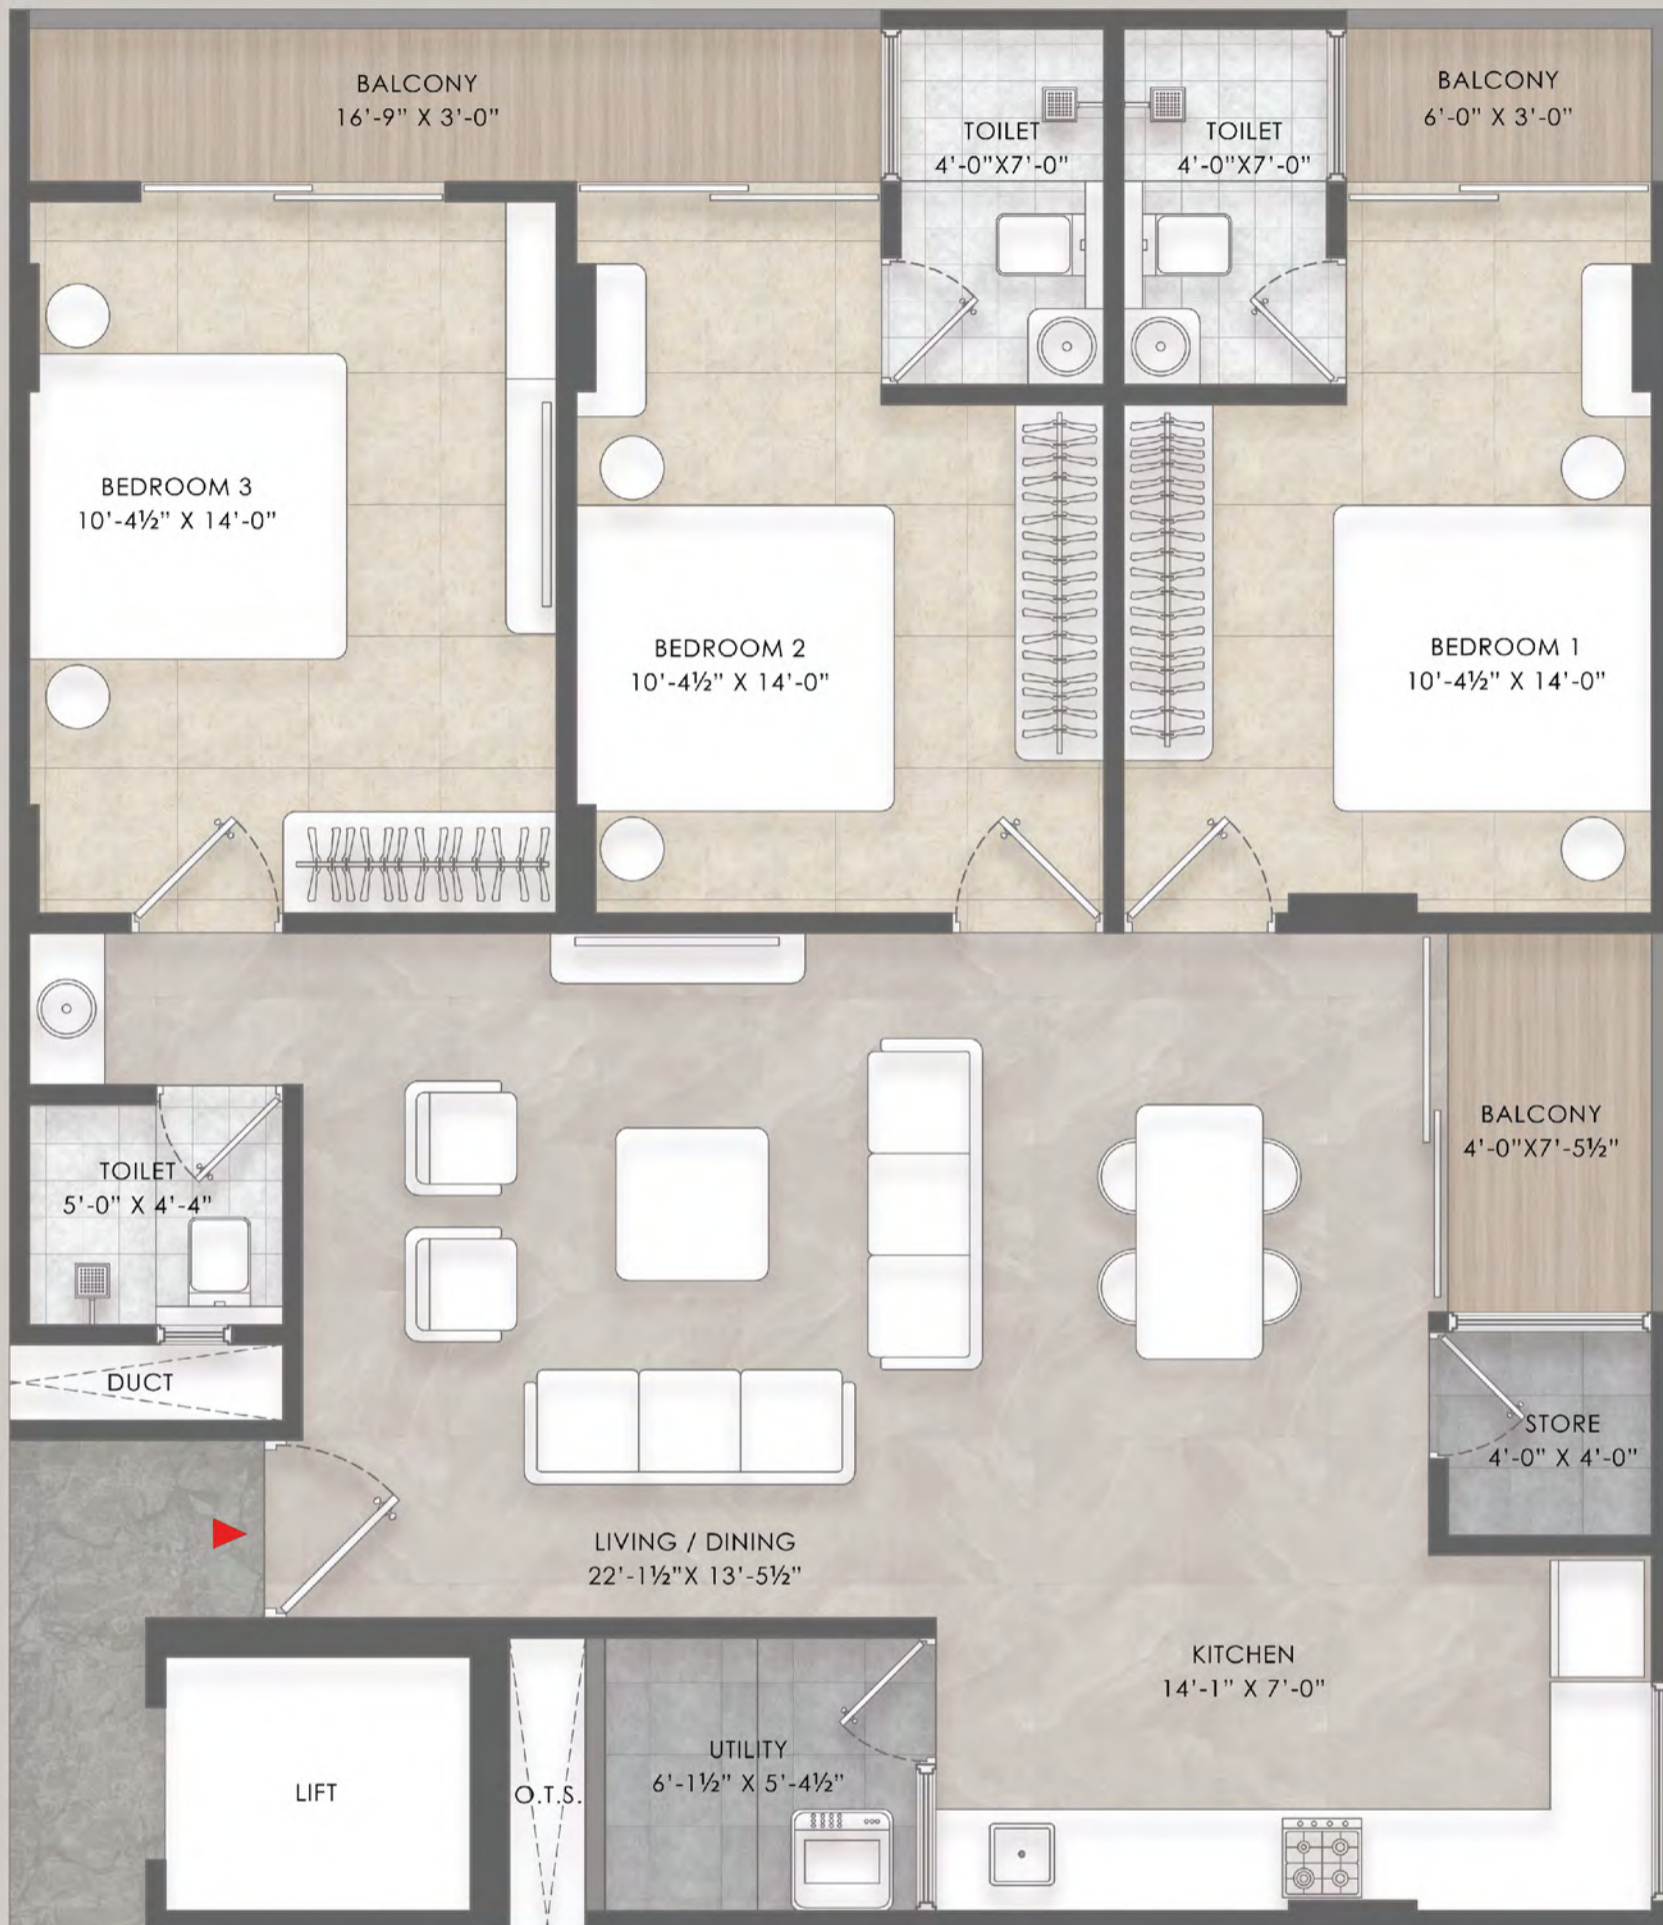 BALCONY
16'-9" X 3'-0"
TOILET
4'-0"X7'-0"
TOILET
4'-0"X7'-0"
BALCONY
6'-0" X 3'-0"
BEDROOM 3
10'-4½" X 14'-0"
BEDROOM 2
10'-4½" X 14'-0"
BEDROOM 1
10'-4½" X 14'-0"
BALCONY
4'-0"X7'-5½"
TOILET
5'-0" X 4'-4"
DUCT
STORE
4'-0" X 4'-0"
LIVING / DINING
22'-1½"X 13'-5½"
KITCHEN
14'-1" X 7'-0"
UTILITY
6'-1½" X 5'-4½"
LIFT
O.T.S.